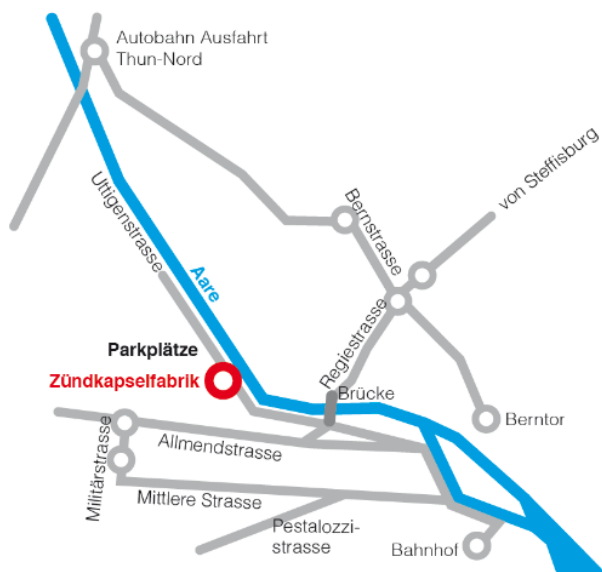 Autobahn Ausfahrt
Thun-Nord
von Steffisburg
Uttigenstrasse
Bernstrasse
Aare
Regiestrasse
Parkplätze
Zündkapselfabrik
Brücke
Berntor
Allmendstrasse
Militärstrasse
Mittlere Strasse
Pestalozzi-
strasse
Bahnhof